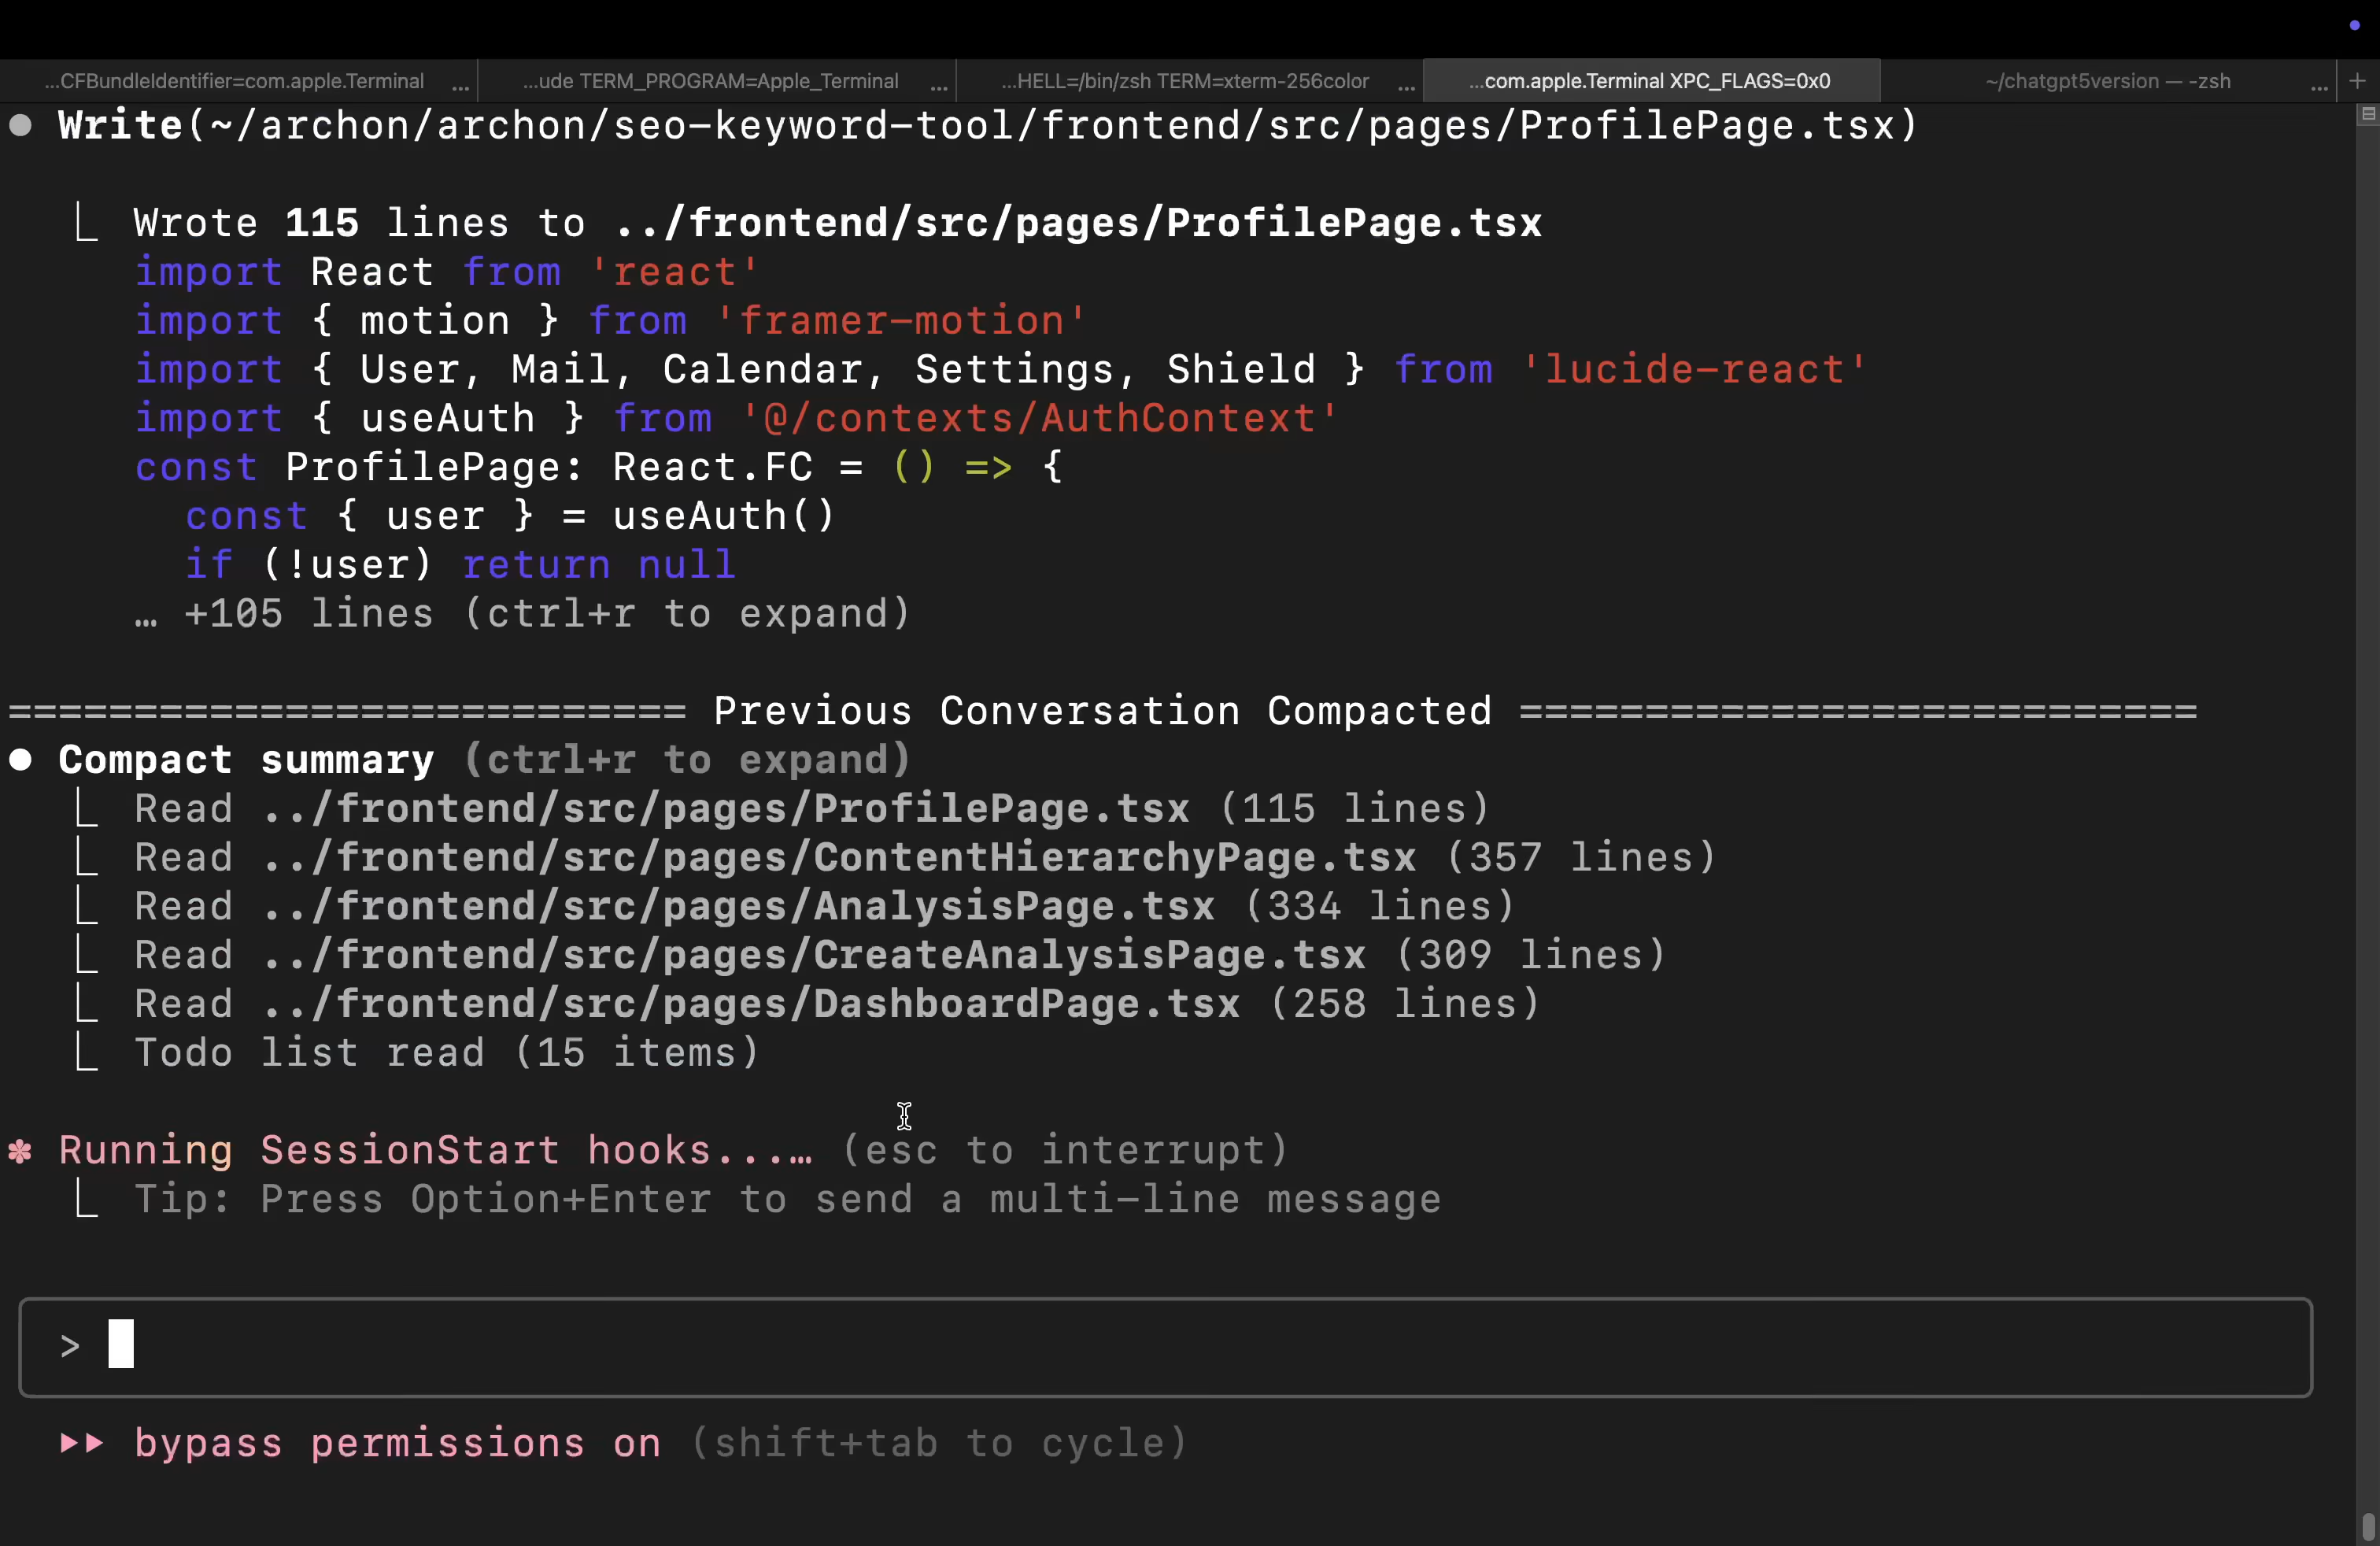 ...CFBundleIdentifier=com.apple.Terminal ... ...ude TERM_PROGRAM=Apple_Terminal ... ...HELL=/bin/zsh TERM=xterm-256color ... ...com.apple.Terminal XPC_FLAGS=0x0 ~/chatgpt5version — -zsh ... +
● Write(~/archon/archon/seo-keyword-tool/frontend/src/pages/ProfilePage.tsx)
⎿ Wrote 115 lines to ../frontend/src/pages/ProfilePage.tsx
import React from 'react'
import { motion } from 'framer-motion'
import { User, Mail, Calendar, Settings, Shield } from 'lucide-react'
import { useAuth } from '@/contexts/AuthContext'
const ProfilePage: React.FC = () => {
const { user } = useAuth()
if (!user) return null
… +105 lines (ctrl+r to expand)
=========================== Previous Conversation Compacted ===========================
● Compact summary (ctrl+r to expand)
⎿ Read ../frontend/src/pages/ProfilePage.tsx (115 lines)
⎿ Read ../frontend/src/pages/ContentHierarchyPage.tsx (357 lines)
⎿ Read ../frontend/src/pages/AnalysisPage.tsx (334 lines)
⎿ Read ../frontend/src/pages/CreateAnalysisPage.tsx (309 lines)
⎿ Read ../frontend/src/pages/DashboardPage.tsx (258 lines)
⎿ Todo list read (15 items)
✽ Running SessionStart hooks...… (esc to interrupt)
⎿ Tip: Press Option+Enter to send a multi-line message
>
⏵⏵ bypass permissions on (shift+tab to cycle)